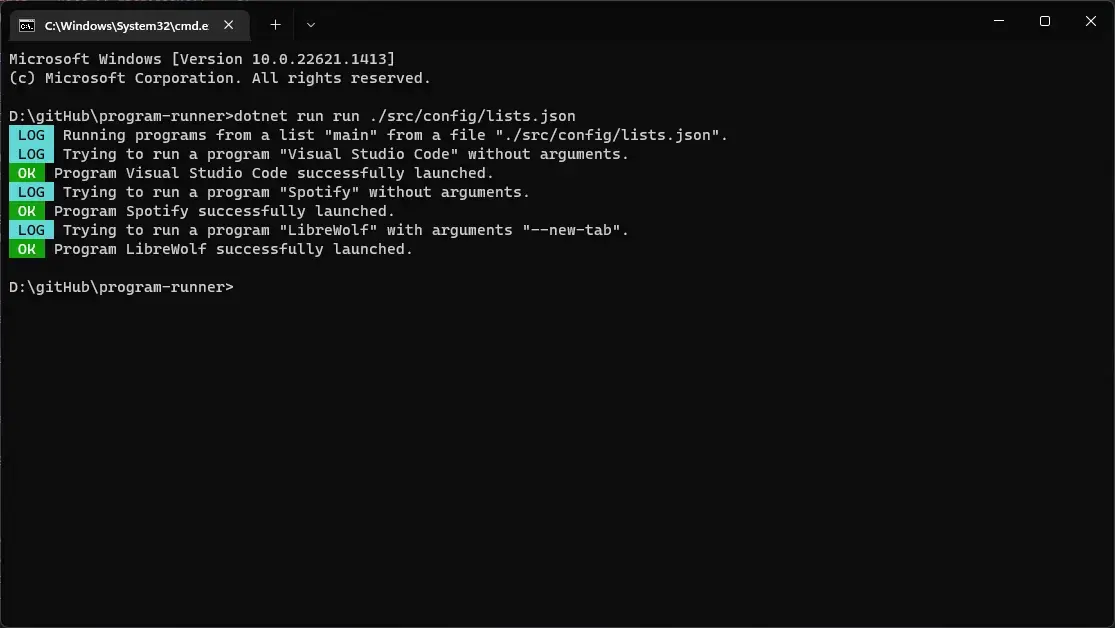 C:\Windows\System32\cmd.e
Microsoft Windows [Version 10.0.22621.1413]
(c) Microsoft Corporation. All rights reserved.
D:\gitHub\program-runner>dotnet run run ./src/config/lists.json
LOG Running programs from a list "main" from a file "./src/config/lists.json".
LOG Trying to run a program "Visual Studio Code" without arguments.
OK Program Visual Studio Code successfully launched.
LOG Trying to run a program "Spotify" without arguments.
OK Program Spotify successfully launched.
LOG Trying to run a program "LibreWolf" with arguments "--new-tab".
OK Program LibreWolf successfully launched.
D:\gitHub\program-runner>